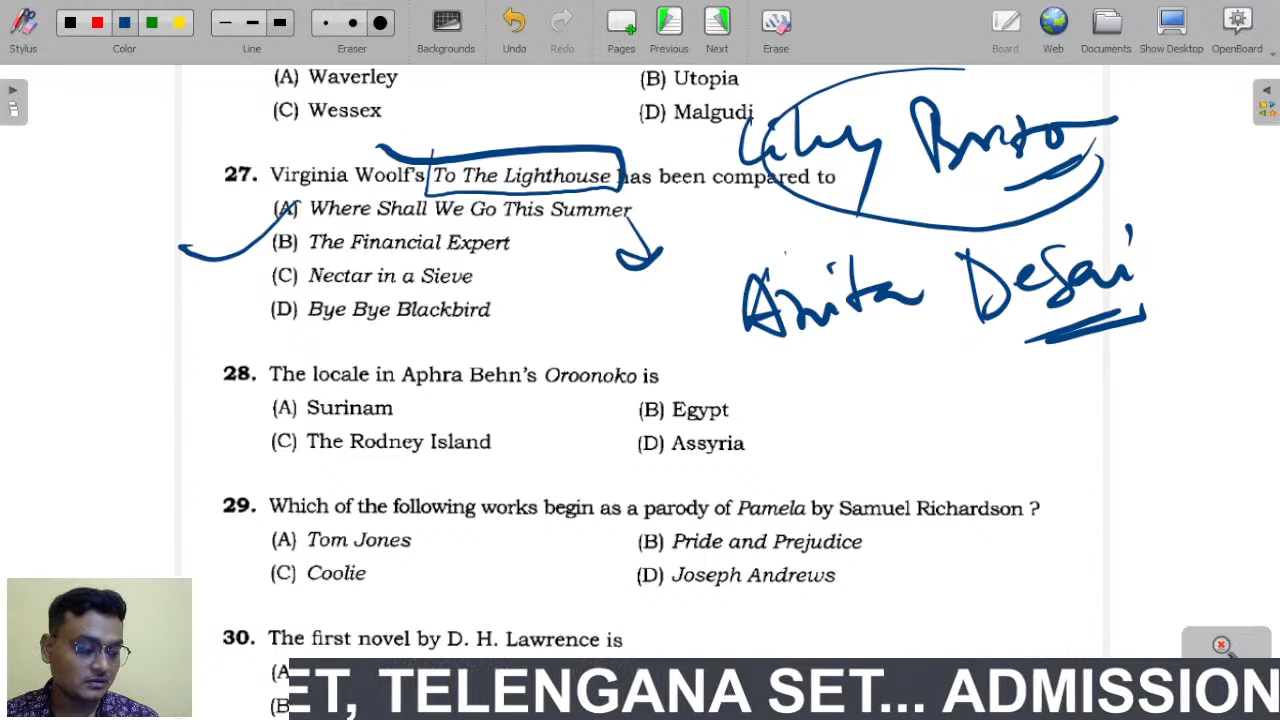 Stylus
Color
Line
Eraser
Backgrounds
Undo
Redo
Pages
Previous
Next
Erase
Board
Web
Documents
Show Desktop
OpenBoard
(A) Waverley
(B) Utopia
(C) Wessex
(D) Malgudi
27. Virginia Woolf's To The Lighthouse has been compared to
(A) Where Shall We Go This Summer
(B) The Financial Expert
(C) Nectar in a Sieve
(D) Bye Bye Blackbird
Anita Desai
28. The locale in Aphra Behn's Oroonoko is
(A) Surinam
(B) Egypt
(C) The Rodney Island
(D) Assyria
29. Which of the following works begin as a parody of Pamela by Samuel Richardson ?
(A) Tom Jones
(B) Pride and Prejudice
(C) Coolie
(D) Joseph Andrews
30. The first novel by D. H. Lawrence is
(A
(B
ET, TELENGANA SET... ADMISSION